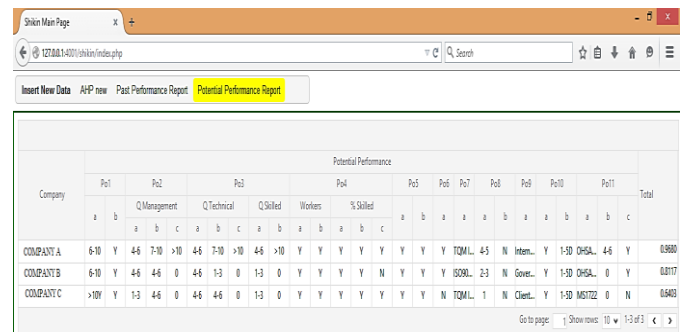 Shikin Main Page x +
127.0.0.1:4001/shikin/index.php Search
Insert New Data AHP new Past Performance Report Potential Performance Report
Potential Performance
Company Po1 Po2 Po3 Po4 Po5 Po6 Po7 Po8 Po9 Po10 Po11 Total
Q Management Q Technical Q Skilled Workers % Skilled
a b a b c a b c a b a b a b c a b a a a b a a b a b c
COMPANY A 6-10 Y 4-6 7-10 >10 4-6 7-10 >10 4-6 >10 Y Y Y Y Y Y Y Y TQM I... 4-5 N Intern... Y 1-5D OHSA... 4-6 Y 0.9680
COMPANY B 6-10 Y 4-6 4-6 0 4-6 1-3 0 1-3 0 Y Y Y Y N Y Y Y ISO90... 2-3 N Gover... Y 1-5D OHSA... 0 Y 0.8117
COMPANY C >10Y Y 1-3 4-6 0 4-6 4-6 0 1-3 0 Y Y Y Y Y Y Y N TQM I... 1 N Client... Y 1-5D MS1722 0 N 0.6403
Go to page: 1 Show rows: 10 1-3 of 3